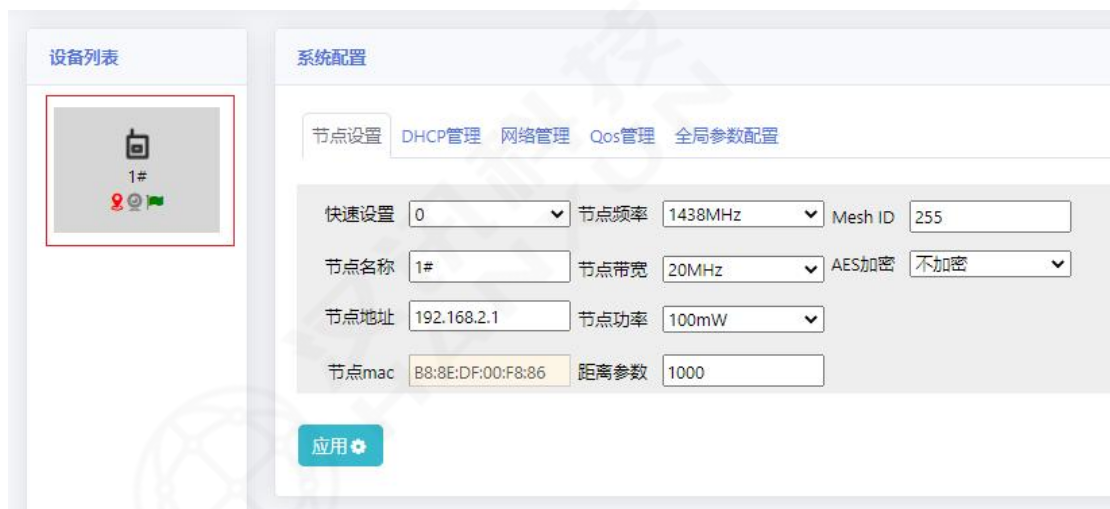 设备列表
1#
系统配置
节点设置 DHCP管理 网络管理 Qos管理 全局参数配置
快速设置 0 节点频率 1438MHz Mesh ID 255
节点名称 1# 节点带宽 20MHz AES加密 不加密
节点地址 192.168.2.1 节点功率 100mW
节点mac B8:8E:DF:00:F8:86 距离参数 1000
应用
汉讯科技
HANXUN